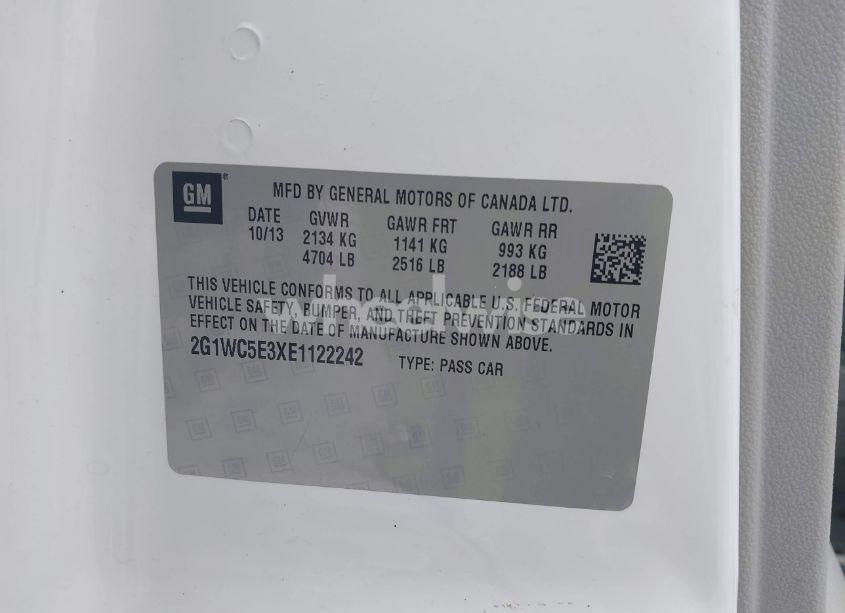 GM®
MFD BY GENERAL MOTORS OF CANADA LTD.
DATE GVWR GAWR FRT GAWR RR
10/13 2134 KG 1141 KG 993 KG
4704 LB 2516 LB 2188 LB
THIS VEHICLE CONFORMS TO ALL APPLICABLE U.S. FEDERAL MOTOR
VEHICLE SAFETY, BUMPER, AND THEFT PREVENTION STANDARDS IN
EFFECT ON THE DATE OF MANUFACTURE SHOWN ABOVE.
2G1WC5E3XE1122242 TYPE: PASS CAR
wheelwise